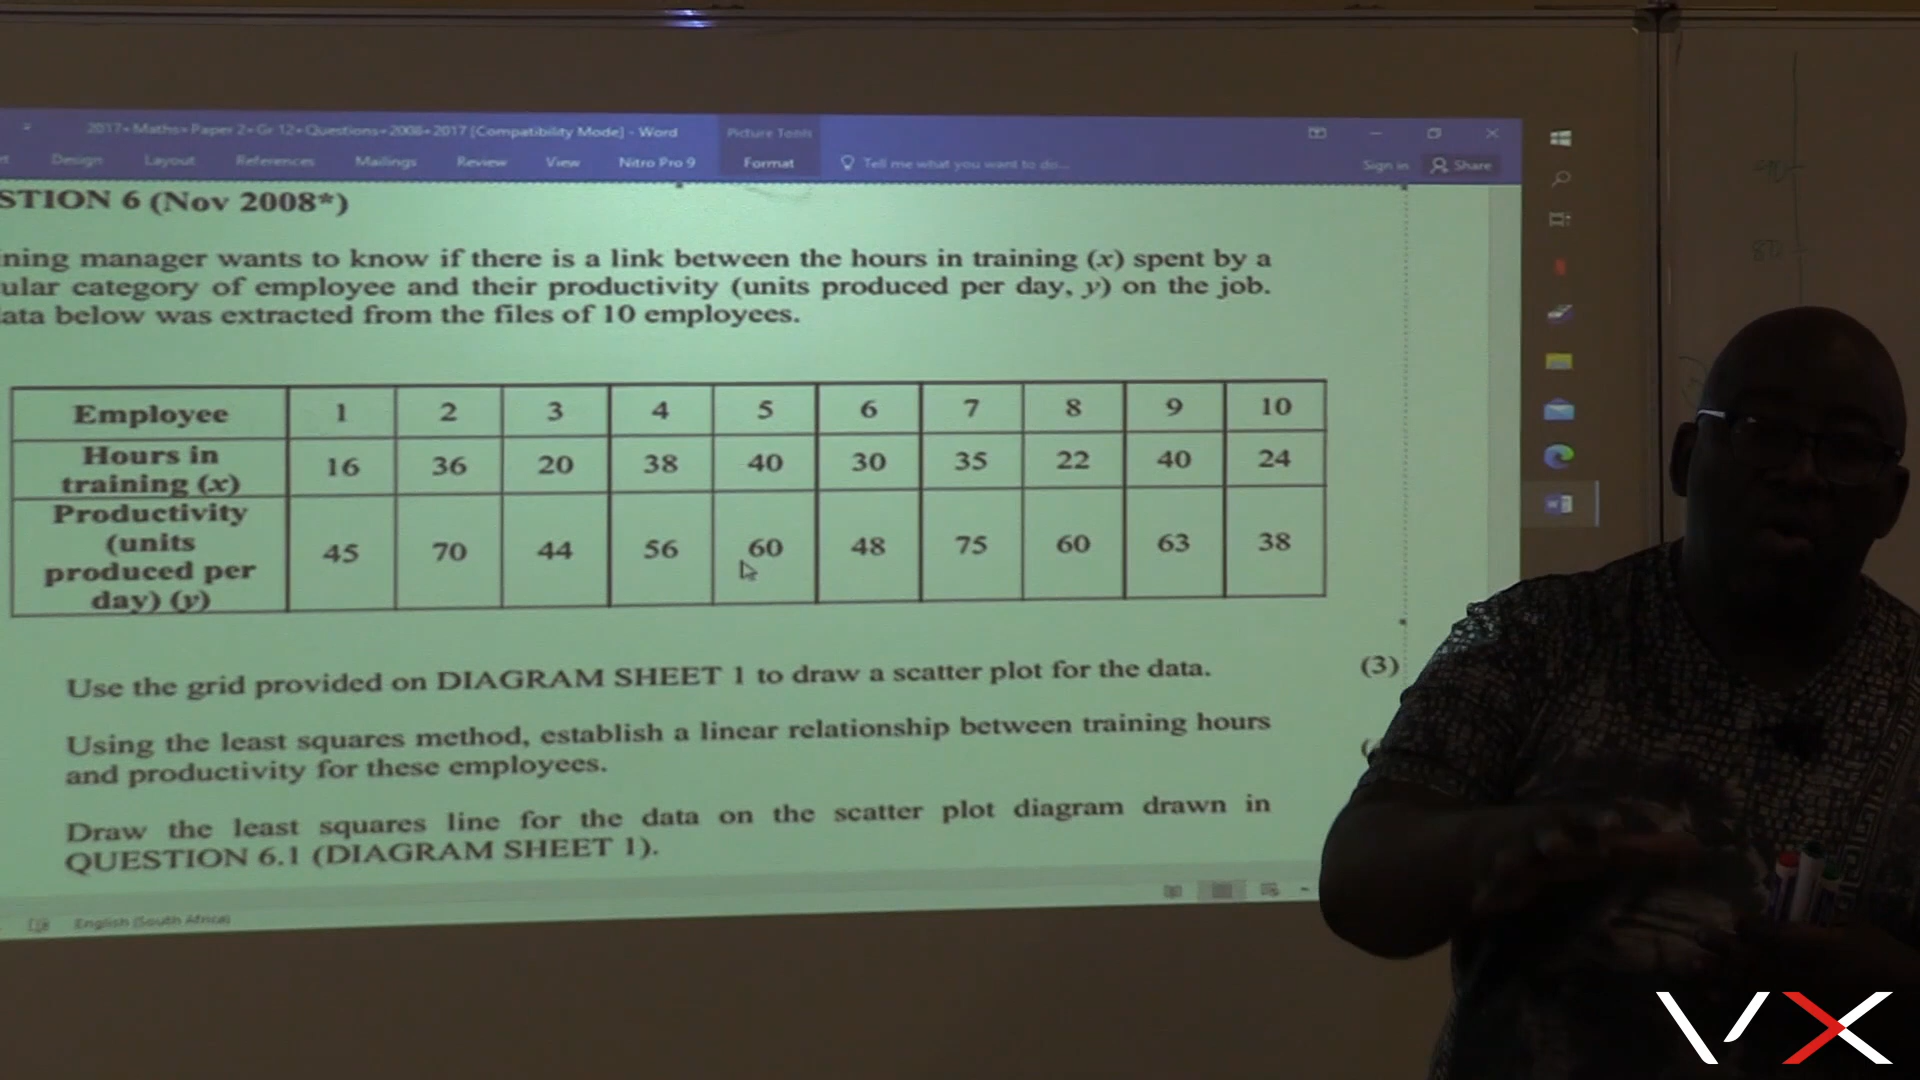 2017- Maths- Paper 2- Gr 12- Questions- 2008- 2017 [Compatibility Mode] - Word
Picture Tools
Design Layout References Mailings Review View Nitro Pro 9 Format Tell me what you want to do... Sign in Share
STION 6 (Nov 2008*)
ning manager wants to know if there is a link between the hours in training (x) spent by a
ular category of employee and their productivity (units produced per day, y) on the job.
ata below was extracted from the files of 10 employees.
Employee 1 2 3 4 5 6 7 8 9 10
Hours in training (x) 16 36 20 38 40 30 35 22 40 24
Productivity (units produced per day) (y) 45 70 44 56 60 48 75 60 63 38
Use the grid provided on DIAGRAM SHEET 1 to draw a scatter plot for the data. (3)
Using the least squares method, establish a linear relationship between training hours
and productivity for these employees.
Draw the least squares line for the data on the scatter plot diagram drawn in
QUESTION 6.1 (DIAGRAM SHEET 1).
English (South Africa)
80
VX